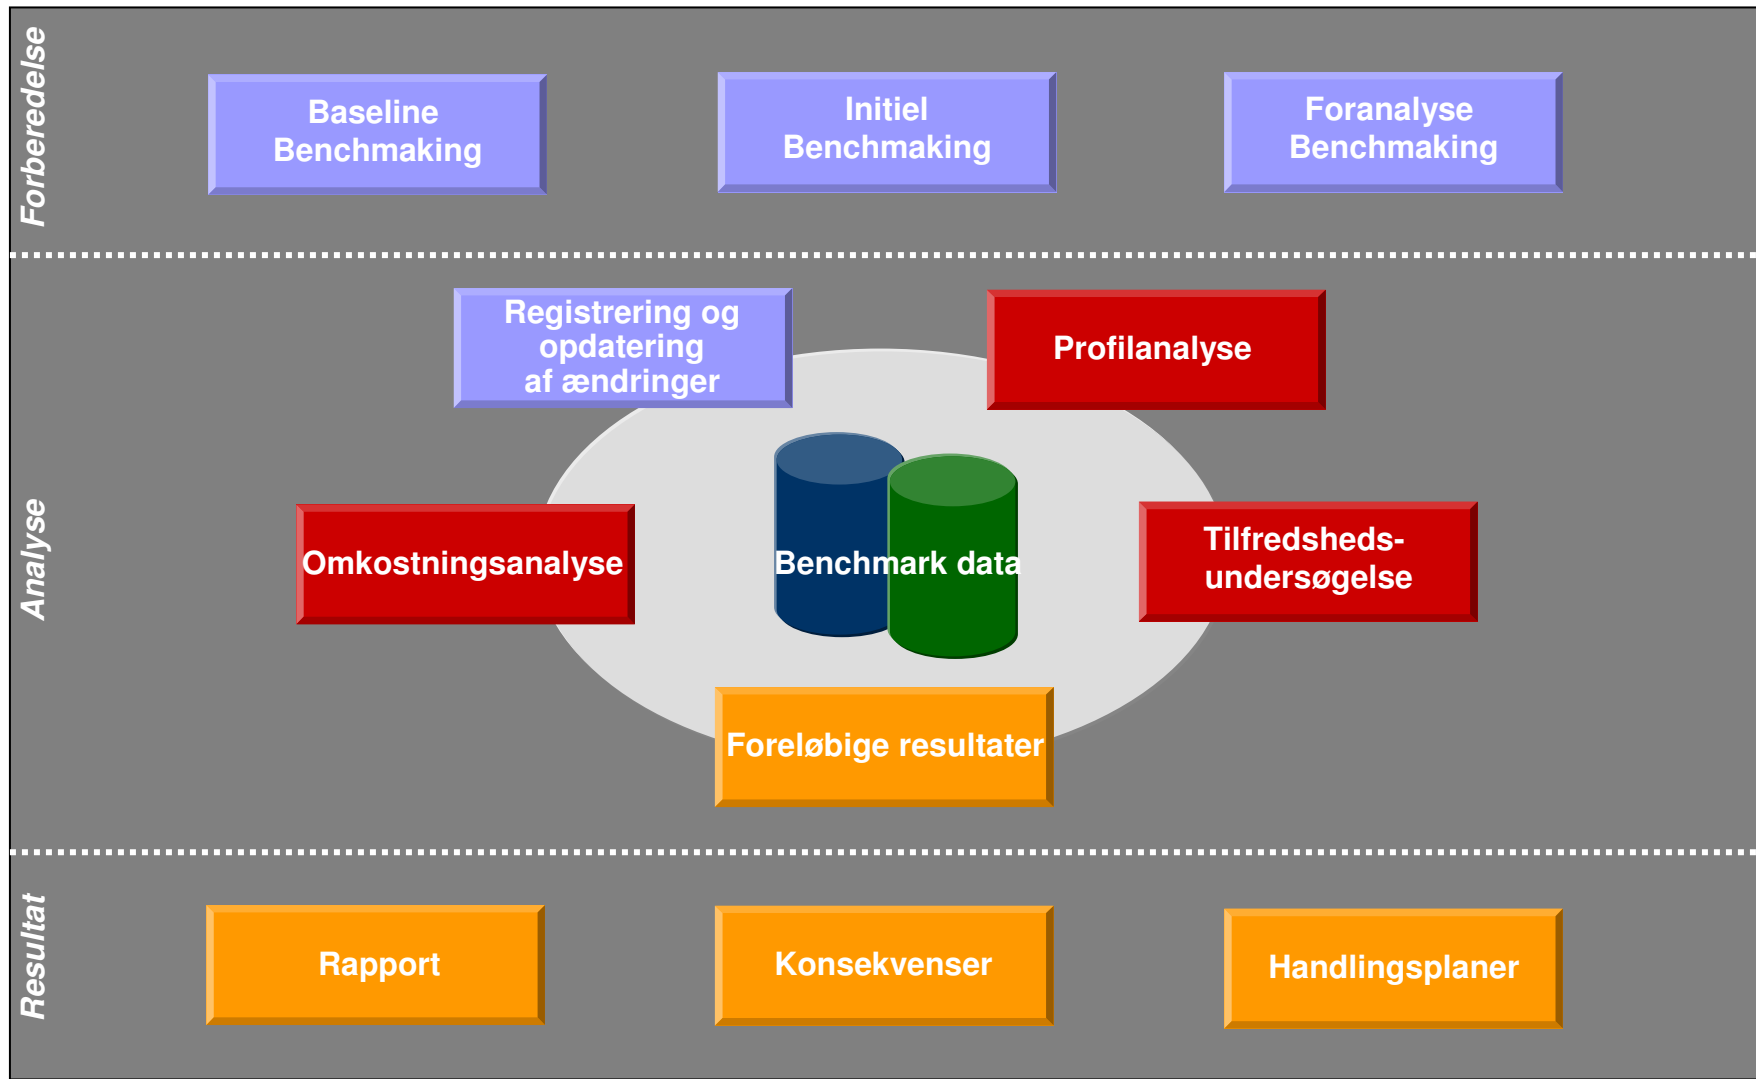 Forberedelse
Baseline
Benchmaking
Initiel
Benchmaking
Foranalyse
Benchmaking
Analyse
Registrering og
opdatering
af ændringer
Profilanalyse
Omkostningsanalyse
Benchmark data
Tilfredsheds-
undersøgelse
Foreløbige resultater
Resultat
Rapport
Konsekvenser
Handlingsplaner